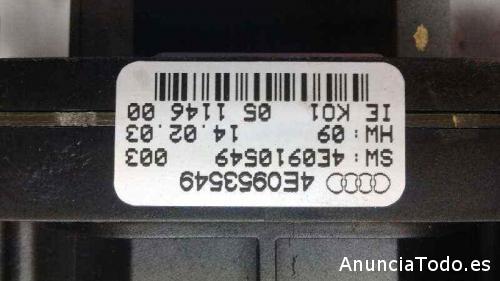 4E0953549
SW: 4E0910549 003
HW: 09 14.02.03
IE K01 05 1146 00
AnunciaTodo.es